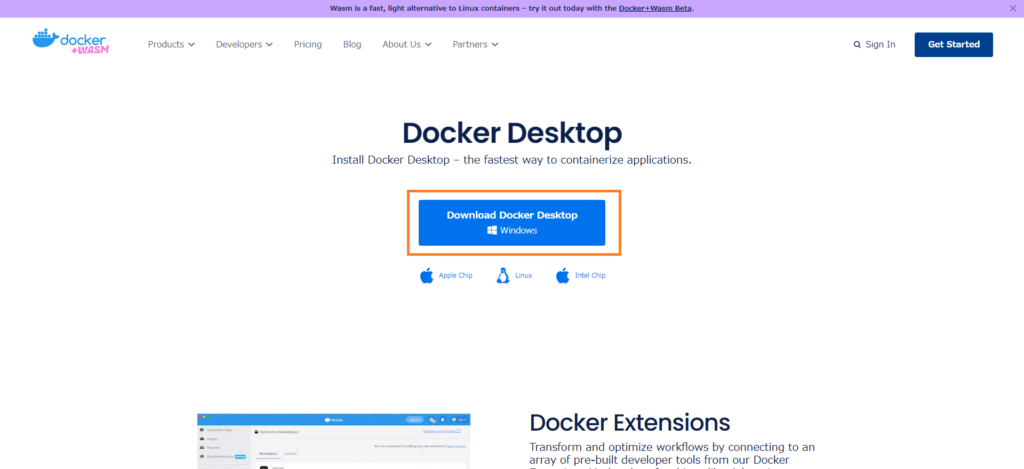 Wasm is a fast, light alternative to Linux containers – try it out today with the Docker+Wasm Beta.
docker
+WASM
Products Developers Pricing Blog About Us Partners Sign In Get Started
Docker Desktop
Install Docker Desktop – the fastest way to containerize applications.
Download Docker Desktop
Windows
Apple Chip Linux Intel Chip
docker
Extensions Marketplace
Docker Extensions
Transform and optimize workflows by connecting to an
array of pre-built developer tools from our Docker